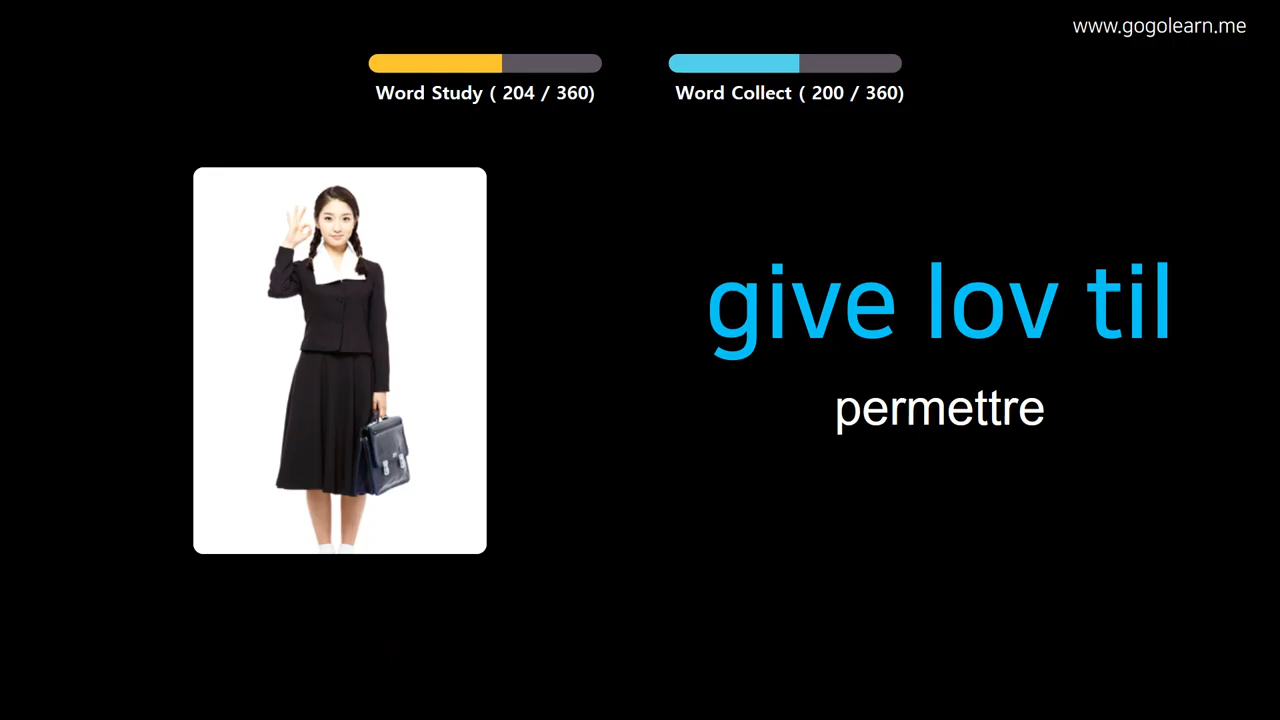 www.gogolearn.me
Word Study ( 204 / 360)
Word Collect ( 200 / 360)
give lov til
permettre